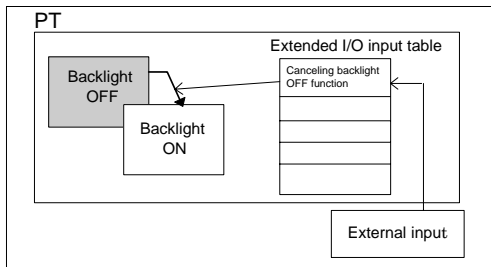 PT
Extended I/O input table
Backlight
OFF
Canceling backlight
OFF function
Backlight
ON
External input